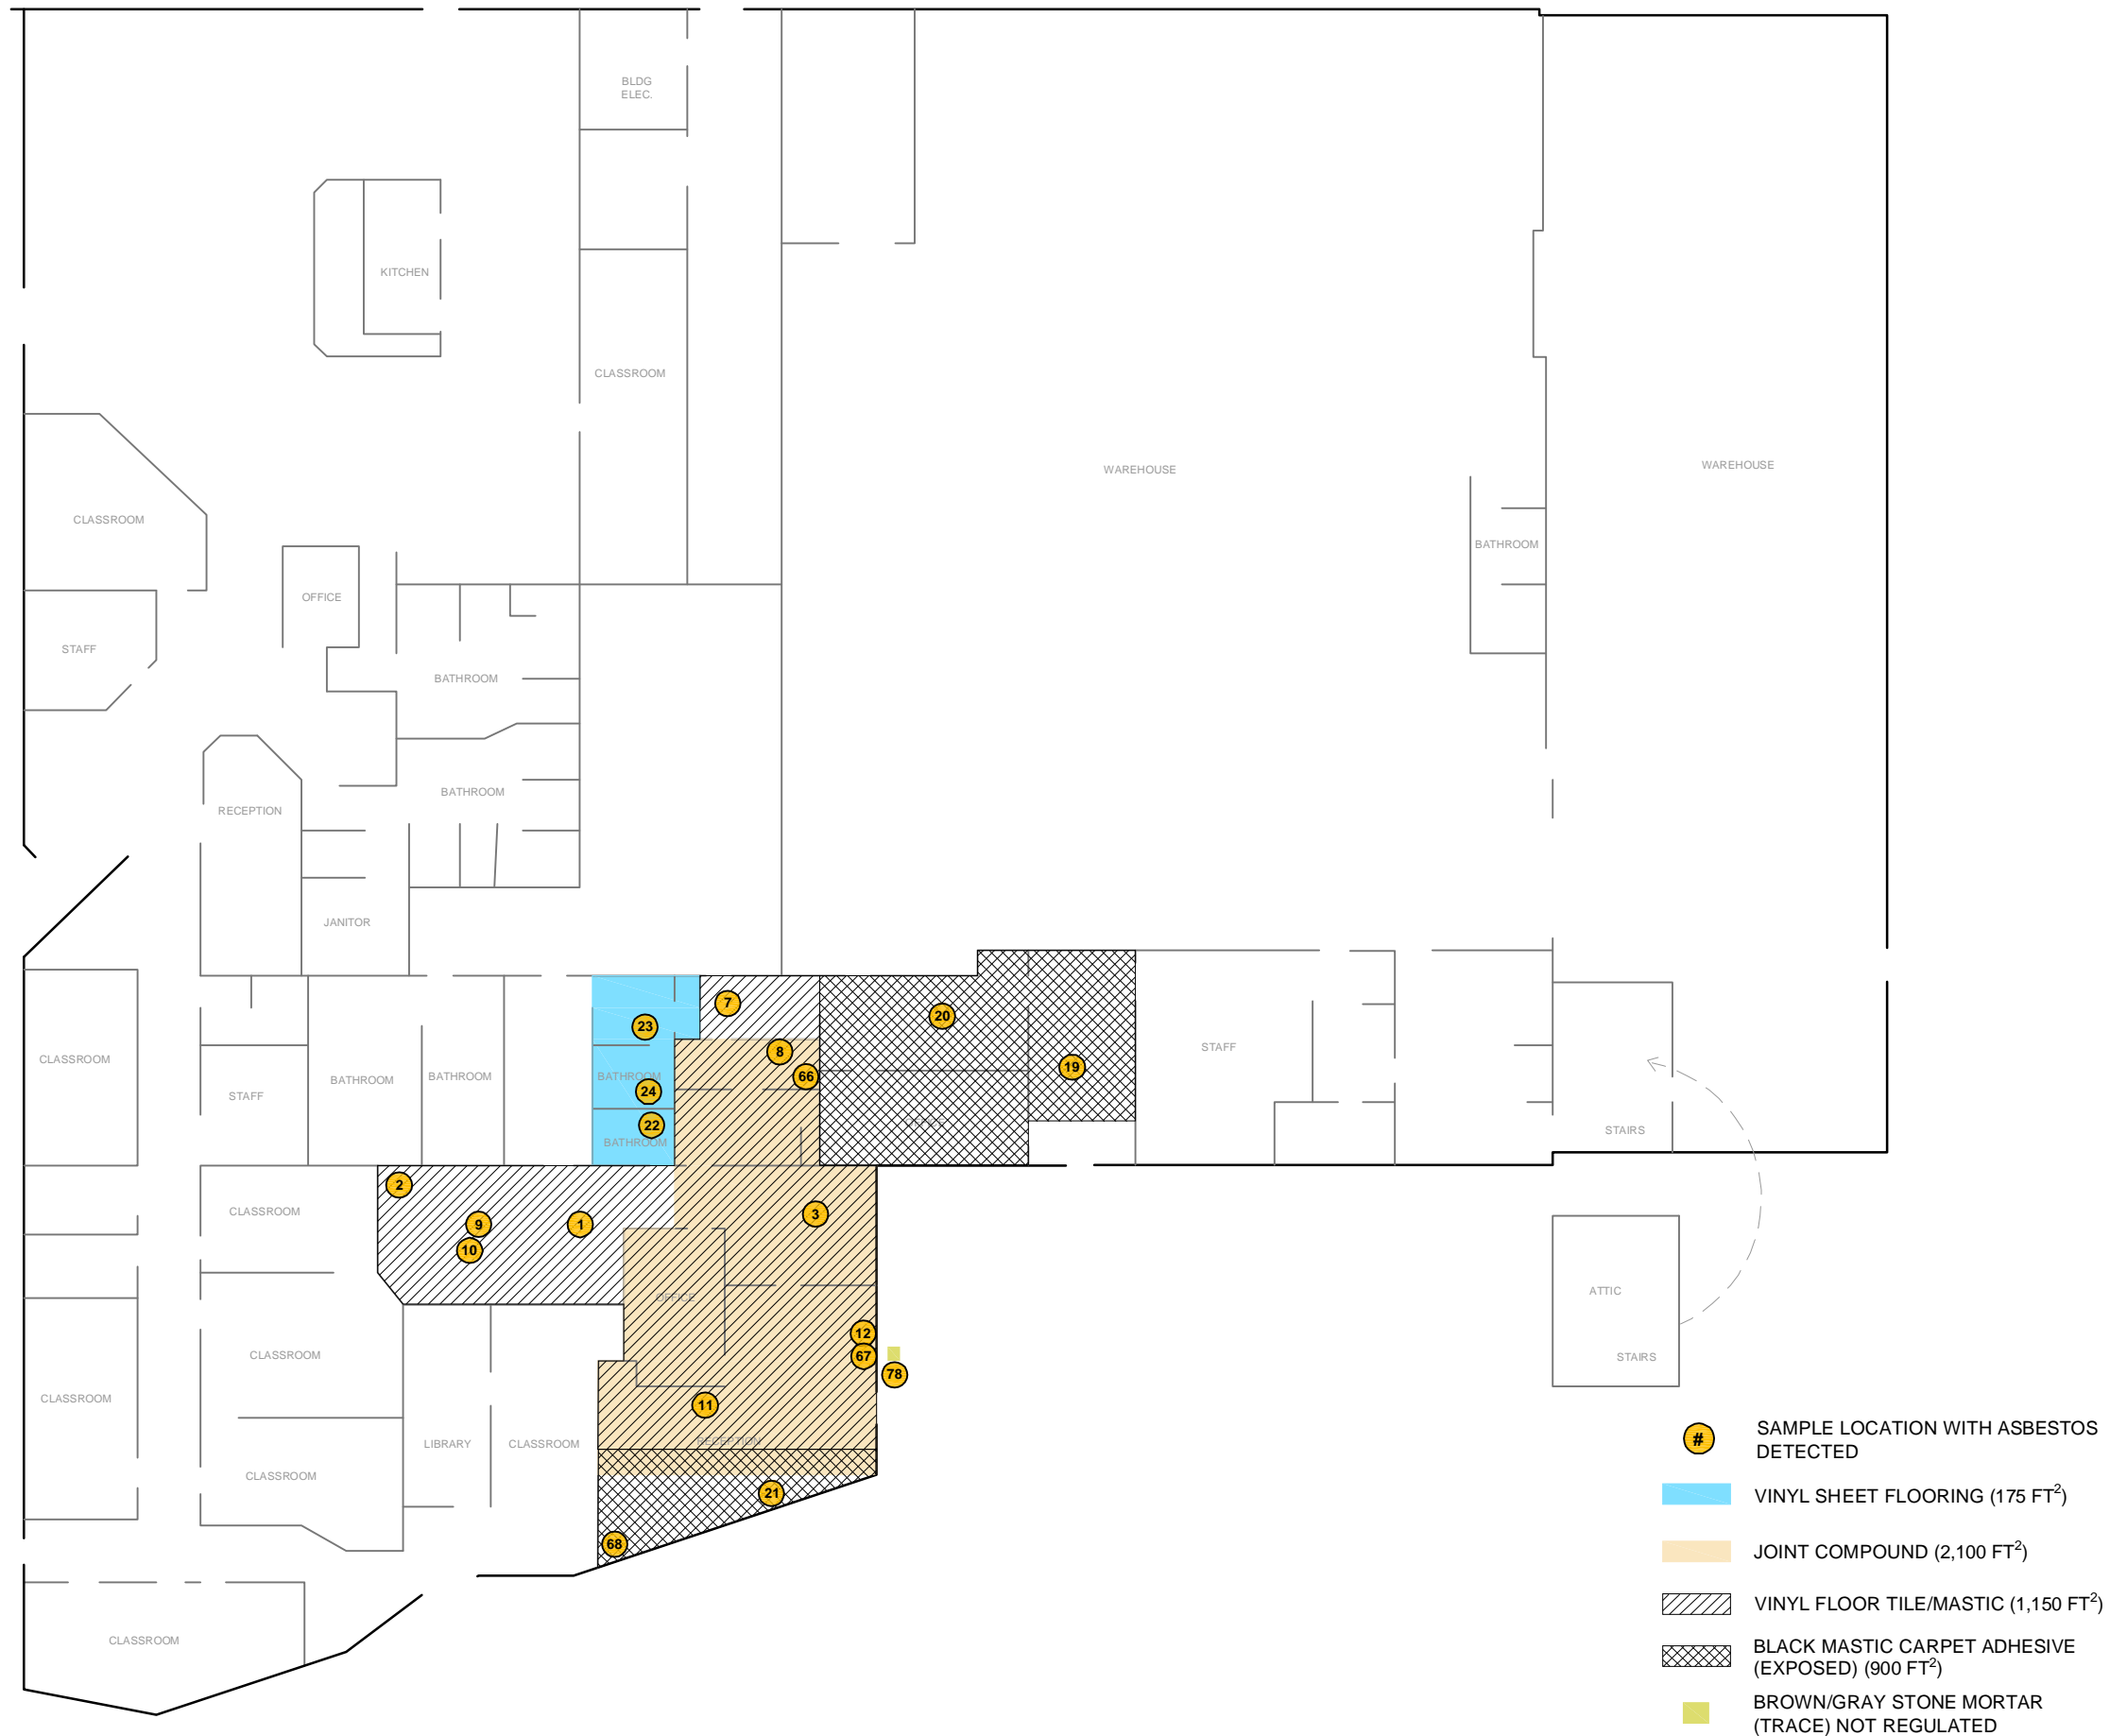 BLDG
ELEC.
KITCHEN
CLASSROOM
WAREHOUSE
WAREHOUSE
CLASSROOM
BATHROOM
OFFICE
STAFF
BATHROOM
BATHROOM
RECEPTION
JANITOR
7
20
23
8
STAFF
CLASSROOM
66
19
BATHROOM
BATHROOM
BATHROOM
24
STAFF
22
OFFICE
STAIRS
BATHROOM
2
CLASSROOM
9
1
3
10
OFFICE
ATTIC
12
CLASSROOM
67
STAIRS
78
CLASSROOM
11
RECEPTION
LIBRARY
CLASSROOM
CLASSROOM
21
68
CLASSROOM
#
SAMPLE LOCATION WITH ASBESTOS
DETECTED
VINYL SHEET FLOORING (175 FT²)
JOINT COMPOUND (2,100 FT²)
VINYL FLOOR TILE/MASTIC (1,150 FT²)
BLACK MASTIC CARPET ADHESIVE
(EXPOSED) (900 FT²)
BROWN/GRAY STONE MORTAR
(TRACE) NOT REGULATED